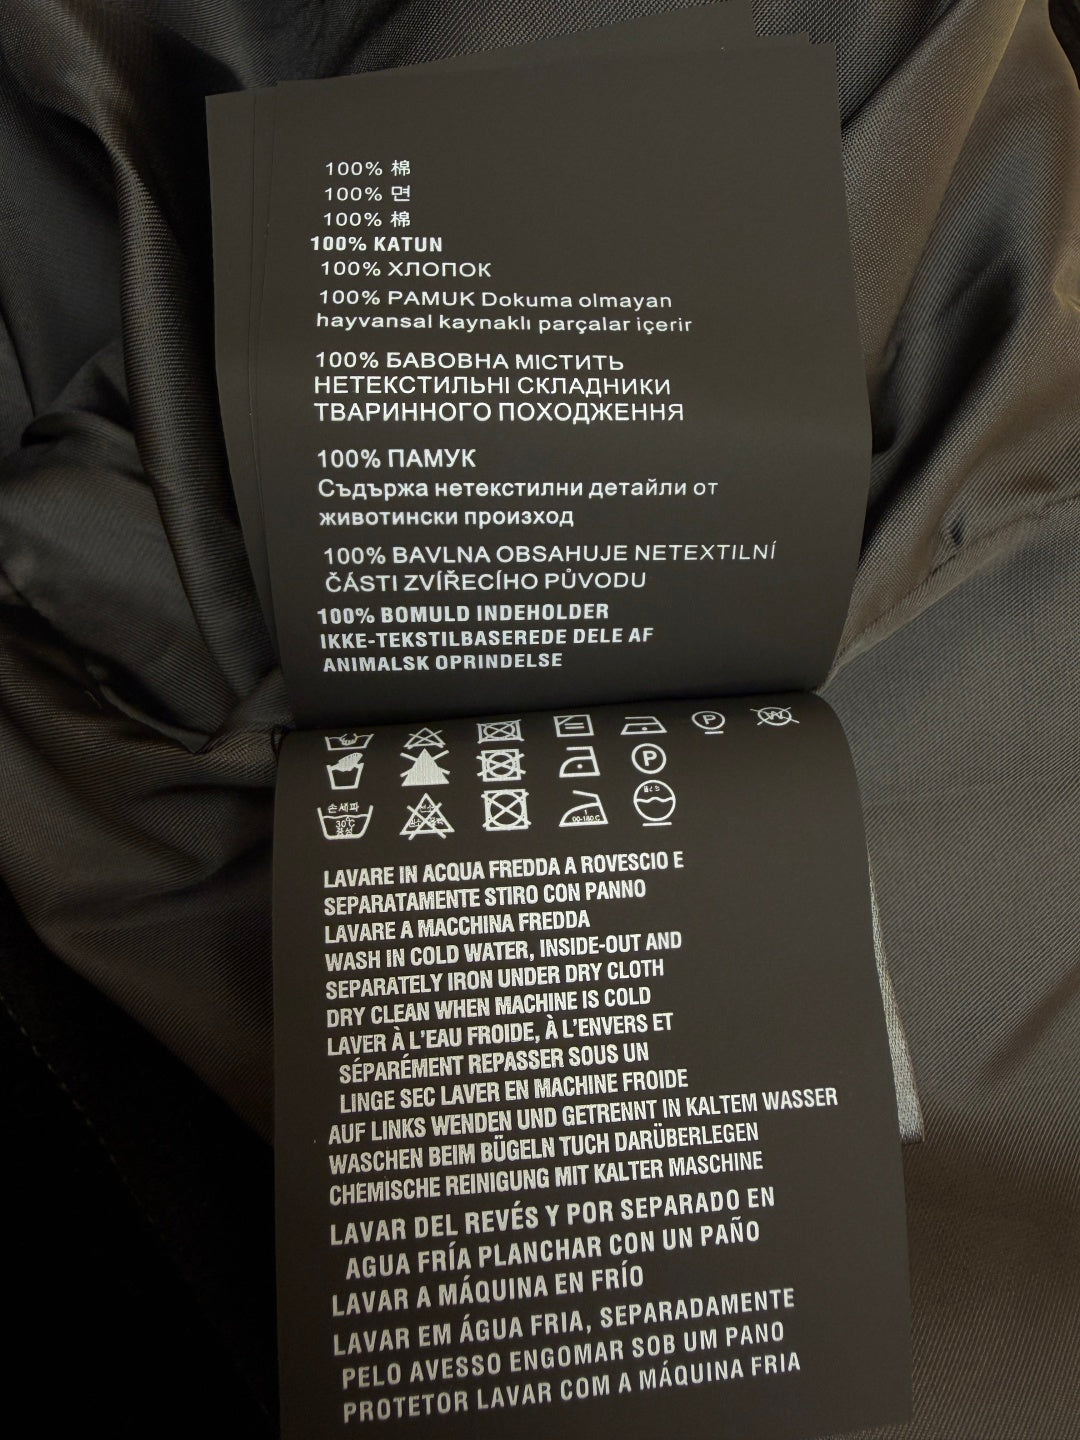 100% 棉
100% 면
100% 棉
100% KATUN
100% ХЛОПОК
100% PAMUK Dokuma olmayan
hayvansal kaynaklı parçalar içerir
100% БАВОВНА МІСТИТЬ
НЕТЕКСТИЛЬНІ СКЛАДНИКИ
ТВАРИННОГО ПОХОДЖЕННЯ
100% ПАМУК
Съдържа нетекстилни детайли от
животински произход
100% BAVLNA OBSAHUJE NETEXTILNÍ
ČÁSTI ZVÍŘECÍHO PŮVODU
100% BOMULD INDEHOLDER
IKKE-TEKSTILBASEREDE DELE AF
ANIMALSK OPRINDELSE
P W
P
손세파
30℃
LAVARE IN ACQUA FREDDA A ROVESCIO E
SEPARATAMENTE STIRO CON PANNO
LAVARE A MACCHINA FREDDA
WASH IN COLD WATER, INSIDE-OUT AND
SEPARATELY IRON UNDER DRY CLOTH
DRY CLEAN WHEN MACHINE IS COLD
LAVER À L'EAU FROIDE, À L'ENVERS ET
SÉPARÉMENT REPASSER SOUS UN
LINGE SEC LAVER EN MACHINE FROIDE
AUF LINKS WENDEN UND GETRENNT IN KALTEM WASSER
WASCHEN BEIM BÜGELN TUCH DARÜBERLEGEN
CHEMISCHE REINIGUNG MIT KALTER MASCHINE
LAVAR DEL REVÉS Y POR SEPARADO EN
AGUA FRÍA PLANCHAR CON UN PAÑO
LAVAR A MÁQUINA EN FRÍO
LAVAR EM ÁGUA FRIA, SEPARADAMENTE
PELO AVESSO ENGOMAR SOB UM PANO
PROTETOR LAVAR COM A MÁQUINA FRIA